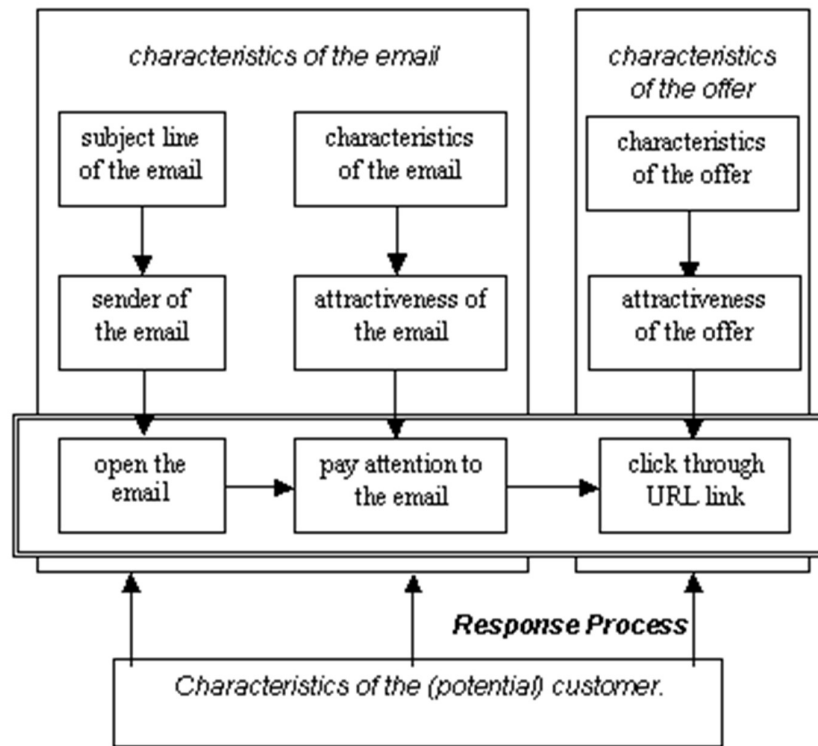 characteristics of the email
characteristics
of the offer
subject line
of the email
characteristics
of the email
characteristics
of the offer
sender of
the email
attractiveness of
the email
attractiveness
of the offer
open the
email
pay attention to
the email
click through
URL link
Response Process
Characteristics of the (potential) customer.